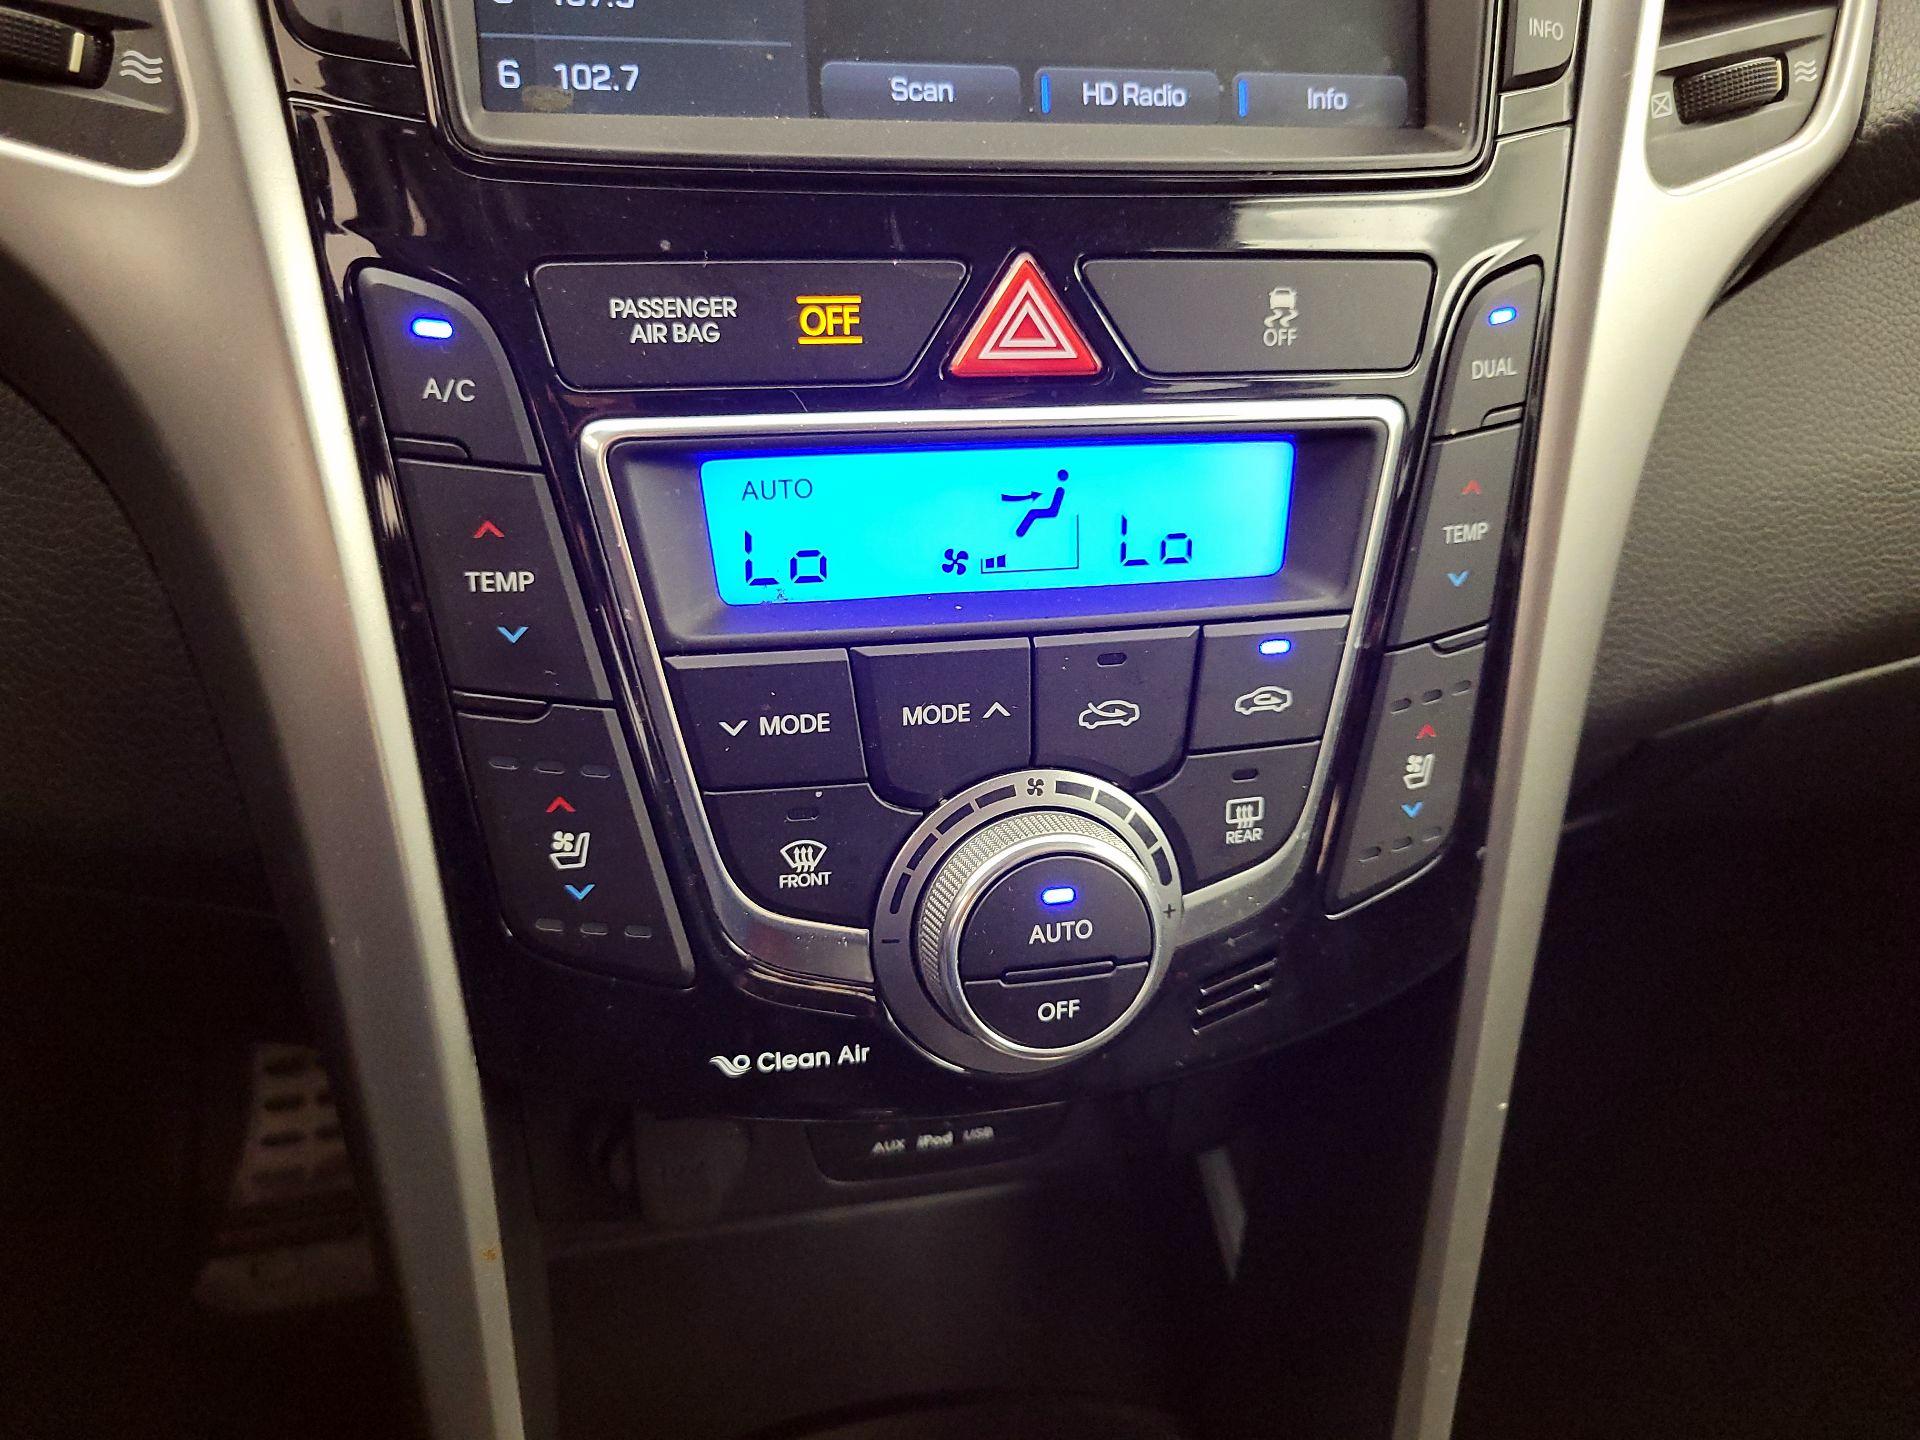 6 102.7
Scan
HD Radio
Info
INFO
PASSENGER
AIR BAG
OFF
OFF
A/C
DUAL
AUTO
Lo
Lo
TEMP
TEMP
MODE
MODE
FRONT
REAR
AUTO
OFF
Clean Air
AUX iPod USB